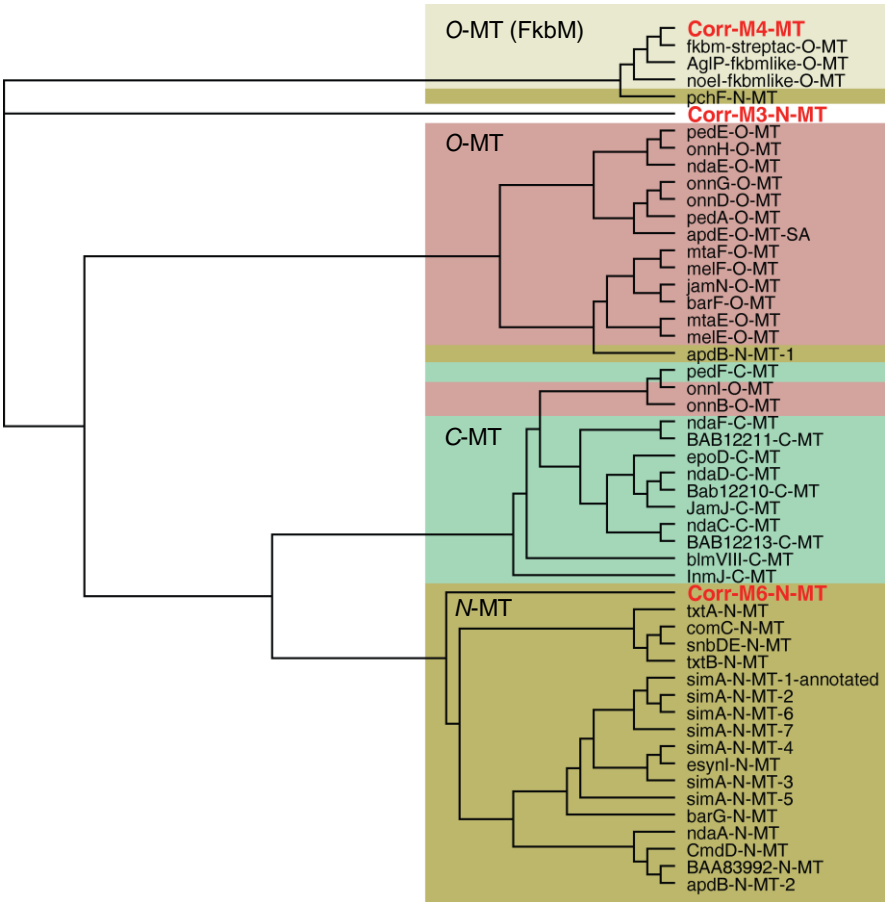 O-MT (FkbM)
Corr-M4-MT
fkbm-streptac-O-MT
AglP-fkbmlike-O-MT
noeI-fkbmlike-O-MT
pchF-N-MT
Corr-M3-N-MT
O-MT
pedE-O-MT
onnH-O-MT
ndaE-O-MT
onnG-O-MT
onnD-O-MT
pedA-O-MT
apdE-O-MT-SA
mtaF-O-MT
melF-O-MT
jamN-O-MT
barF-O-MT
mtaE-O-MT
melE-O-MT
apdB-N-MT-1
pedF-C-MT
onnI-O-MT
onnB-O-MT
C-MT
ndaF-C-MT
BAB12211-C-MT
epoD-C-MT
ndaD-C-MT
Bab12210-C-MT
JamJ-C-MT
ndaC-C-MT
BAB12213-C-MT
blmVIII-C-MT
lnmJ-C-MT
N-MT
Corr-M6-N-MT
txtA-N-MT
comC-N-MT
snbDE-N-MT
txtB-N-MT
simA-N-MT-1-annotated
simA-N-MT-2
simA-N-MT-6
simA-N-MT-7
simA-N-MT-4
esynI-N-MT
simA-N-MT-3
simA-N-MT-5
barG-N-MT
ndaA-N-MT
CmdD-N-MT
BAA83992-N-MT
apdB-N-MT-2